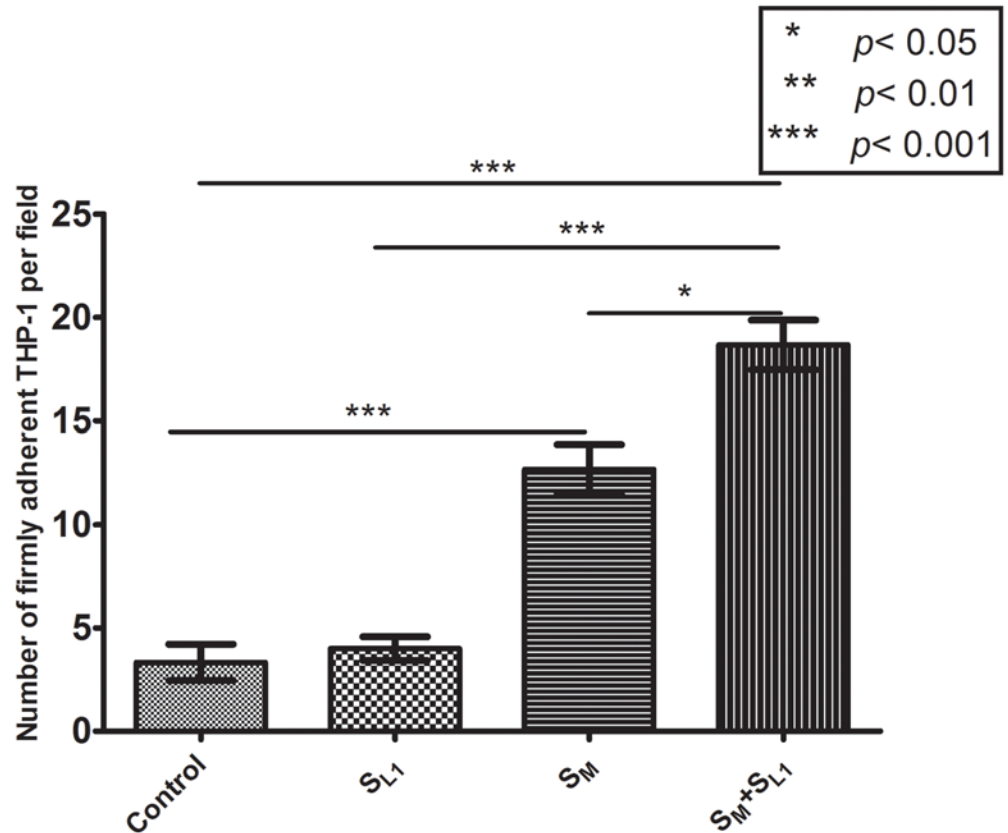 * p< 0.05
** p< 0.01
*** p< 0.001
***
***
*
***
Number of firmly adherent THP-1 per field
25
20
15
10
5
0
Control
SL1
SM
SM+SL1